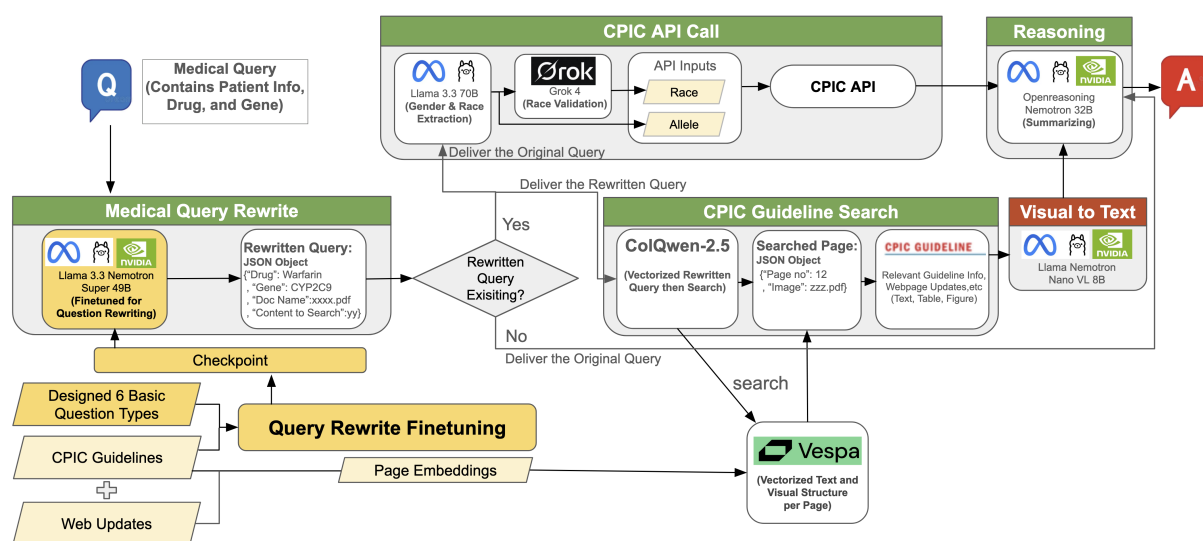 CPIC API Call
Reasoning
Q
Medical Query
(Contains Patient Info,
Drug, and Gene)
Llama 3.3 70B
(Gender & Race
Extraction)
Grok
Grok 4
(Race Validation)
API Inputs
Race
Allele
CPIC API
NVIDIA
Openreasoning
Nemotron 32B
(Summarizing)
A
Deliver the Original Query
Deliver the Rewritten Query
Medical Query Rewrite
NVIDIA
Llama 3.3 Nemotron
Super 49B
(Finetuned for
Question Rewriting)
Rewritten Query:
JSON Object
{"Drug": Warfarin
, "Gene": CYP2C9
, "Doc Name":xxxx.pdf
, "Content to Search":yy}
Yes
Rewritten
Query
Exisiting?
No
Deliver the Original Query
CPIC Guideline Search
ColQwen-2.5
(Vectorized Rewritten
Query then Search)
Searched Page:
JSON Object
{"Page no": 12
, "Image": zzz.pdf}
CPIC GUIDELINE
Relevant Guideline Info,
Webpage Updates,etc
(Text, Table, Figure)
Visual to Text
NVIDIA
Llama Nemotron
Nano VL 8B
Checkpoint
Designed 6 Basic
Question Types
Query Rewrite Finetuning
CPIC Guidelines
Page Embeddings
Web Updates
search
Vespa
(Vectorized Text and
Visual Structure
per Page)